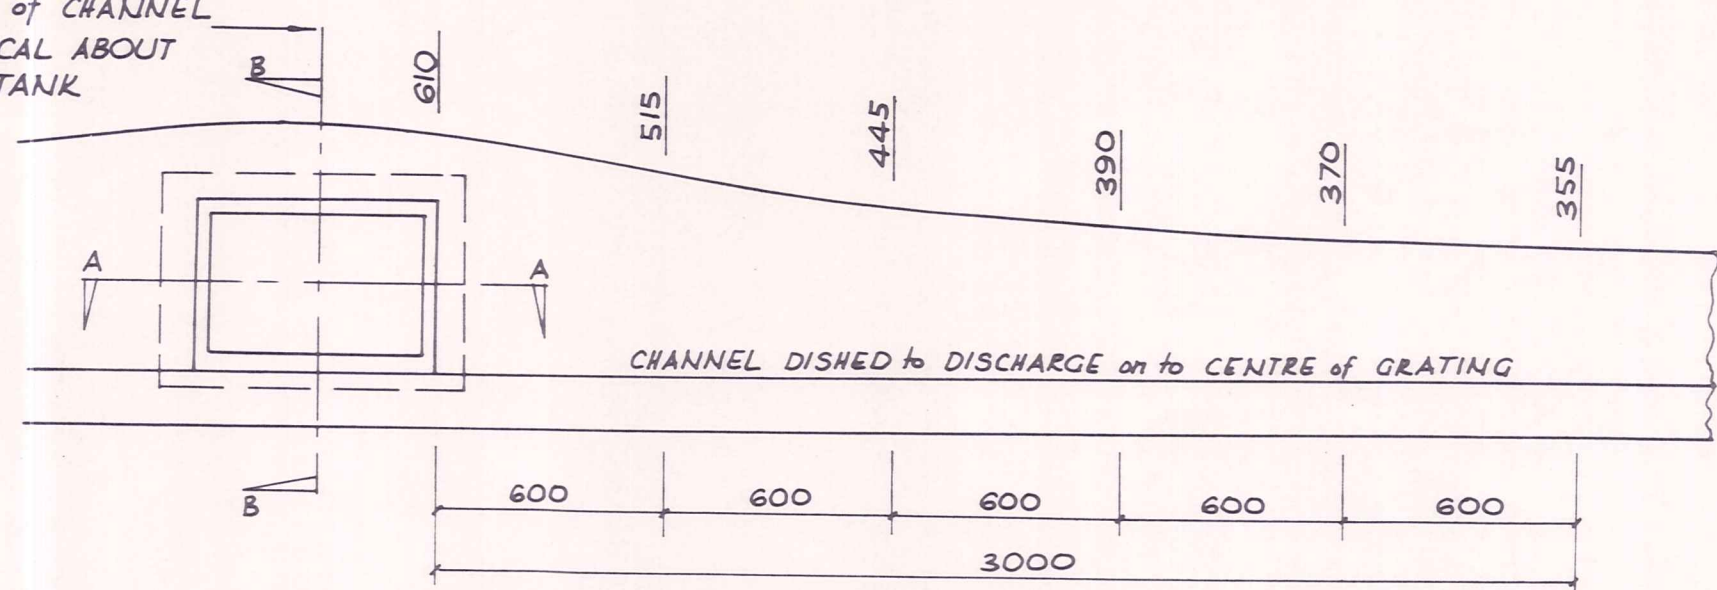 of CHANNEL
CAL ABOUT
TANK
B
610
515
445
390
370
355
A
A
CHANNEL DISHED to DISCHARGE on to CENTRE of GRATING
B
600
600
600
600
600
3000